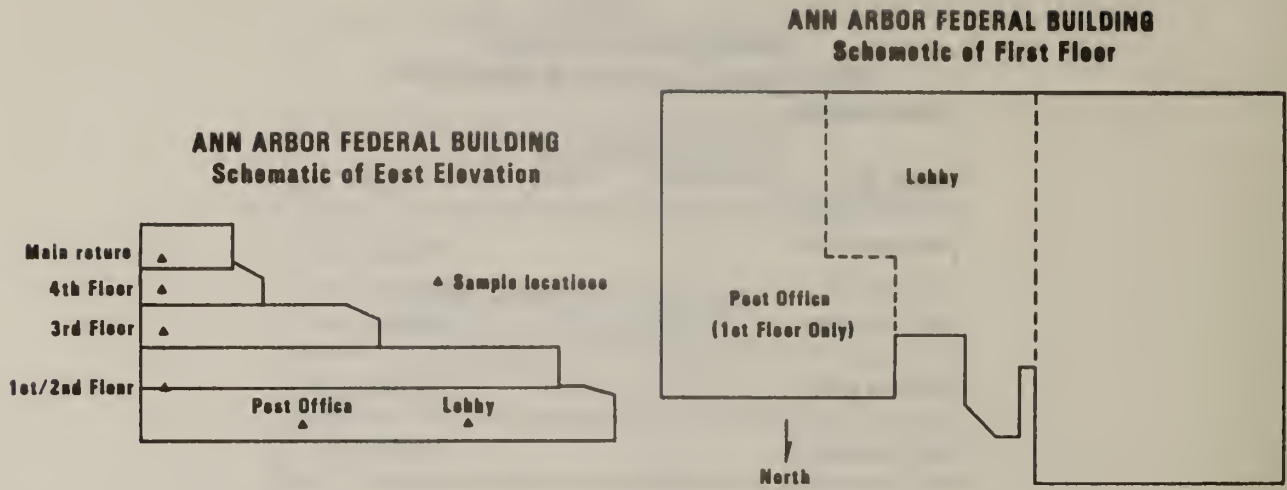 ANN ARBOR FEDERAL BUILDING
Schematic of East Elevation
Main return
4th Floor
3rd Floor
1st/2nd Floor
Sample locations
Post Office
Lobby
ANN ARBOR FEDERAL BUILDING
Schematic of First Floor
Lobby
Post Office
(1st Floor Only)
North